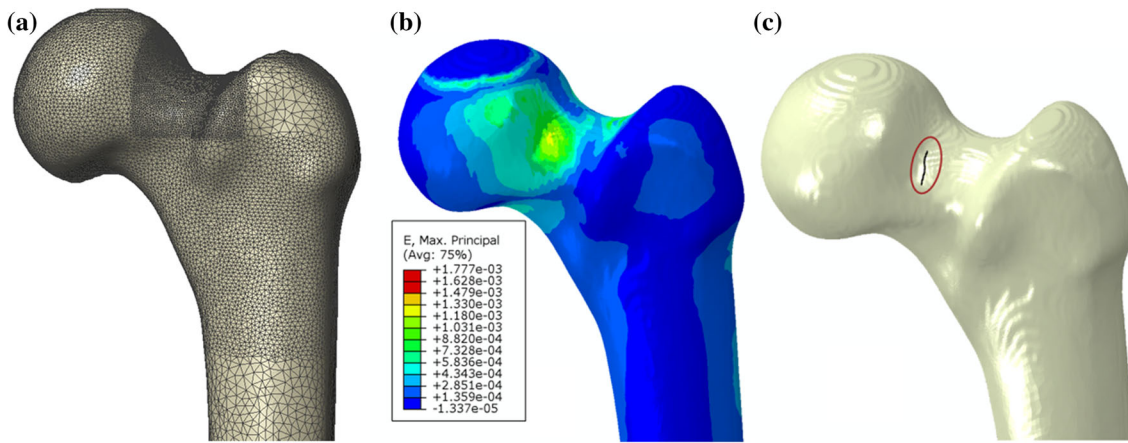 (a)
(b)
(c)
E, Max. Principal
(Avg: 75%)
+1.777e-03
+1.628e-03
+1.479e-03
+1.330e-03
+1.180e-03
+1.031e-03
+8.820e-04
+7.328e-04
+5.836e-04
+4.343e-04
+2.851e-04
+1.359e-04
-1.337e-05